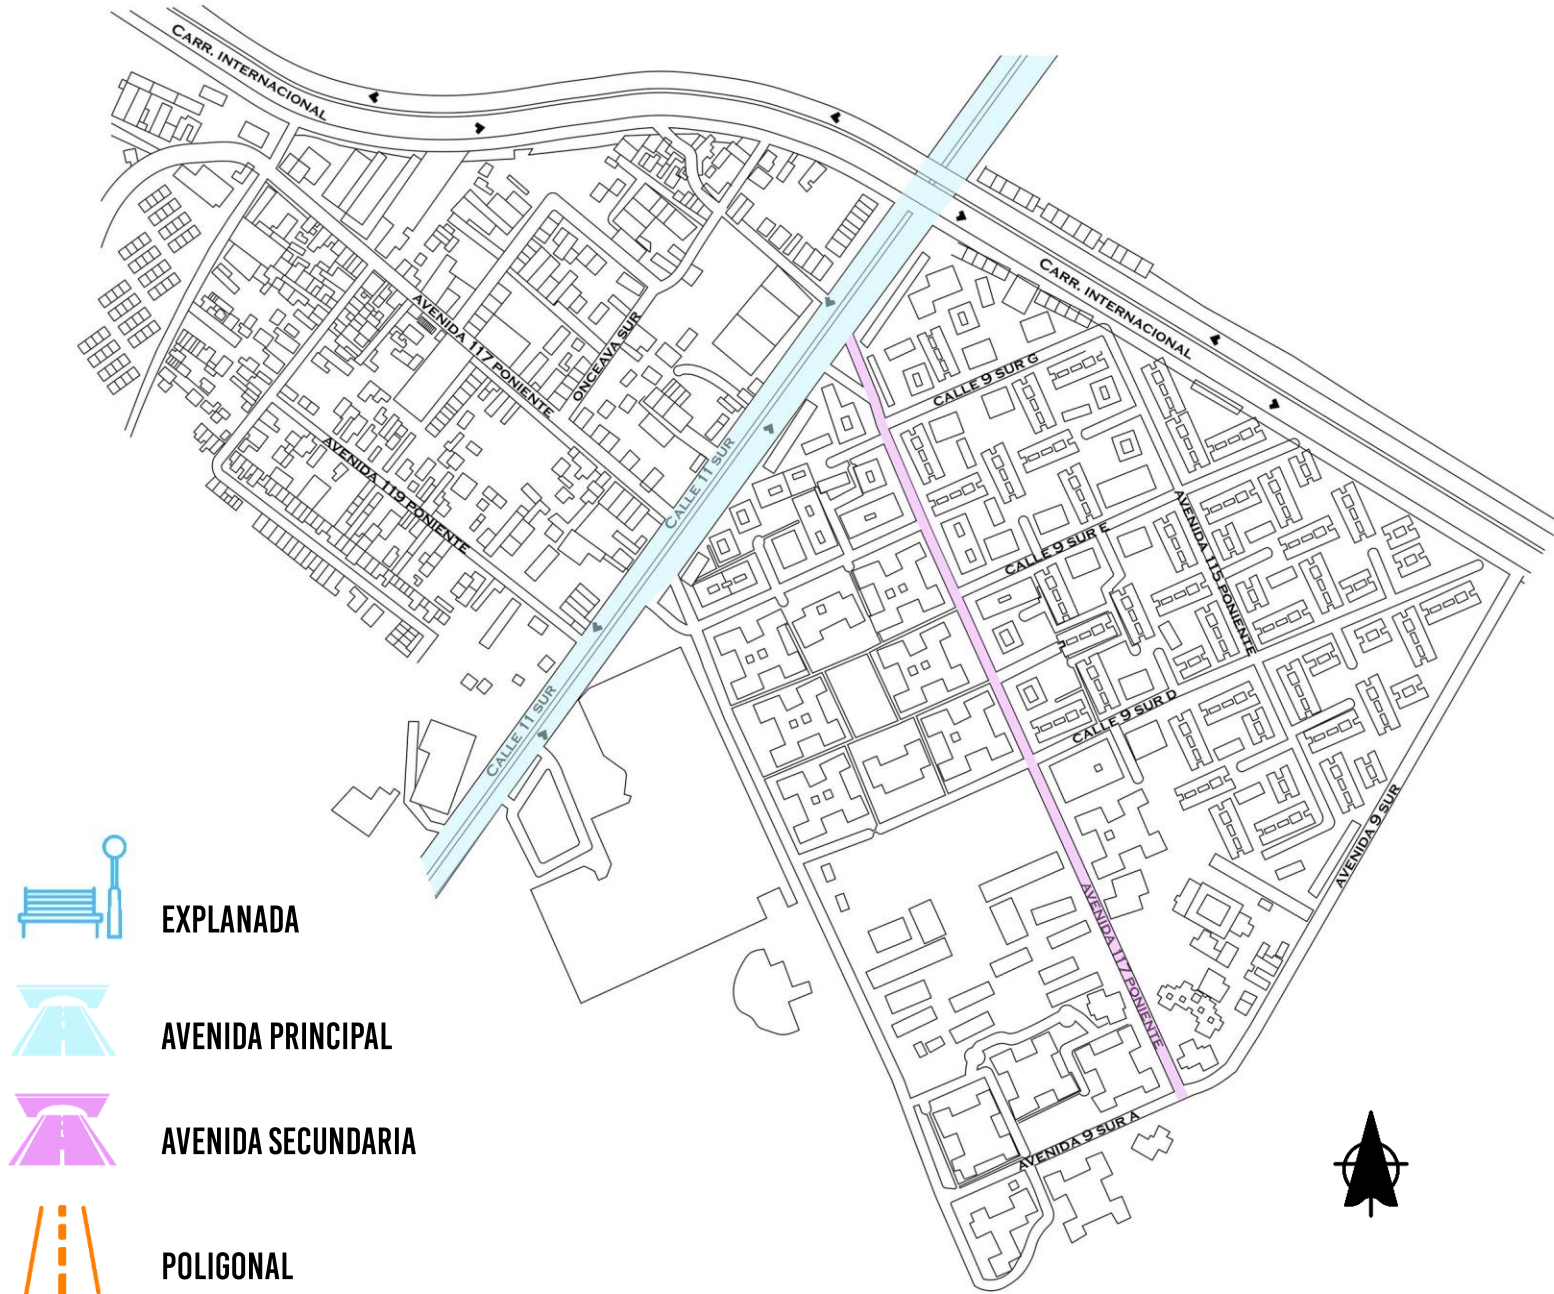 CARR. INTERNACIONAL
CARR. INTERNACIONAL
AVENIDA 117 PONIENTE
ONCEAVA SUR
CALLE 9 SUR G
AVENIDA 119 PONIENTE
CALLE 11 SUR
CALLE 9 SUR E
AVENIDA 115 PONIENTE
CALLE 11 SUR
CALLE 9 SUR D
AVENIDA 9 SUR
AVENIDA 117 PONIENTE
AVENIDA 9 SUR A
EXPLANADA
AVENIDA PRINCIPAL
AVENIDA SECUNDARIA
POLIGONAL